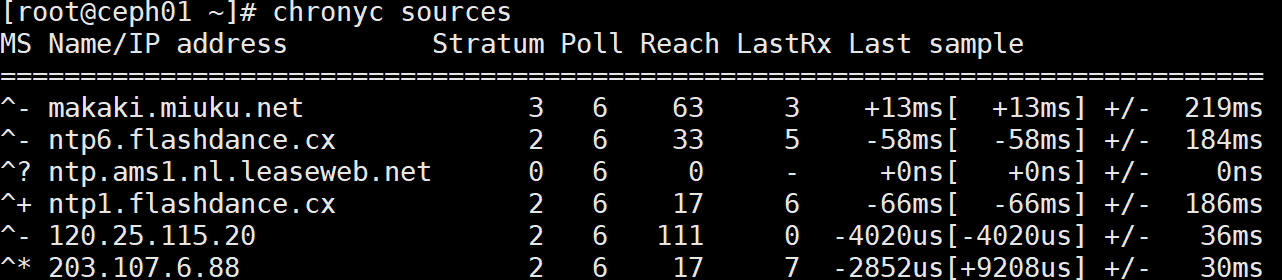 [root@ceph01 ~]# chronyc sources
MS Name/IP address         Stratum Poll Reach LastRx Last sample
===============================================================================
^- makaki.miuku.net              3   6    63     3    +13ms[  +13ms] +/-  219ms
^- ntp6.flashdance.cx            2   6    33     5    -58ms[  -58ms] +/-  184ms
^? ntp.ams1.nl.leaseweb.net      0   6     0     -     +0ns[   +0ns] +/-    0ns
^+ ntp1.flashdance.cx            2   6    17     6    -66ms[  -66ms] +/-  186ms
^- 120.25.115.20                 2   6   111     0  -4020us[-4020us] +/-   36ms
^* 203.107.6.88                  2   6    17     7  -2852us[+9208us] +/-   30ms